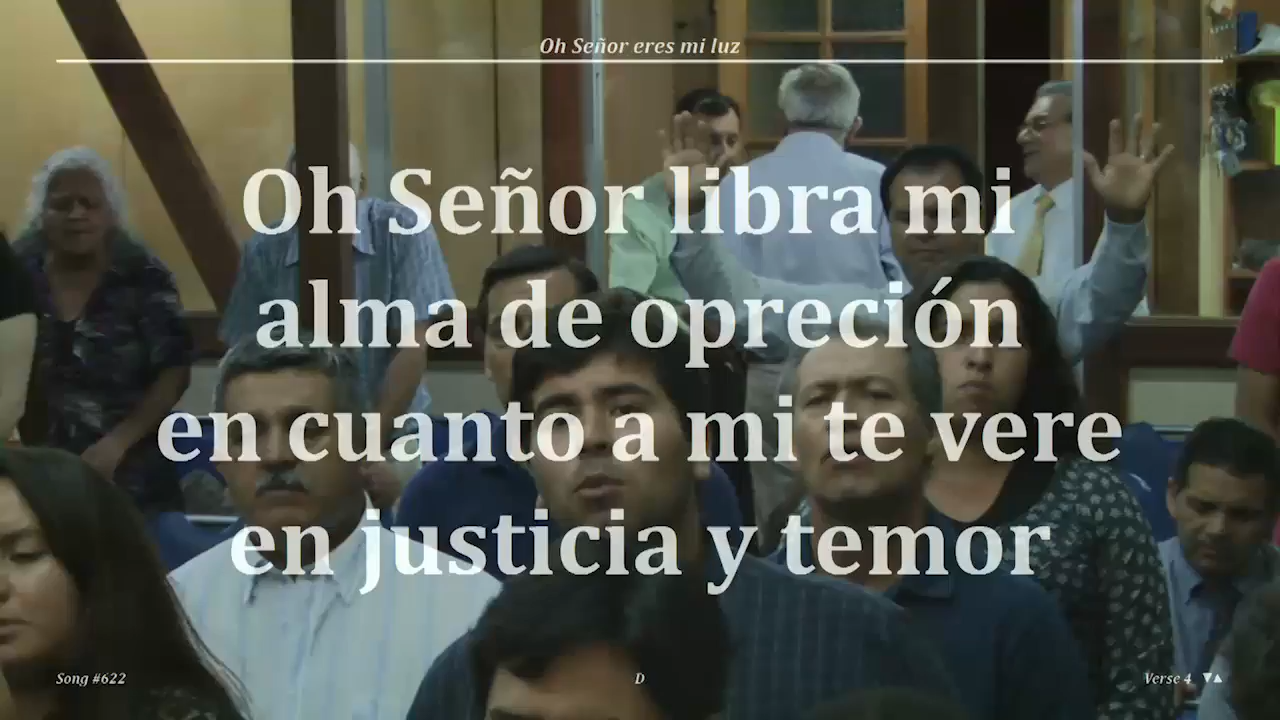 Oh Señor eres mi luz
Oh Señor libra mi
alma de opreción
en cuanto a mi te vere
en justicia y temor
Song #622
D
Verse 4 ▼▲